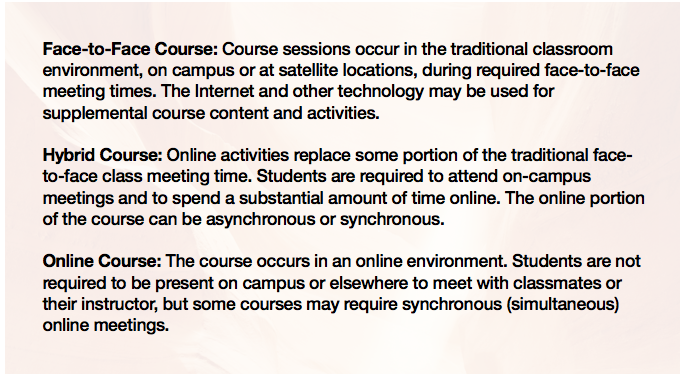 Face-to-Face Course: Course sessions occur in the traditional classroom
environment, on campus or at satellite locations, during required face-to-face
meeting times. The Internet and other technology may be used for
supplemental course content and activities.
Hybrid Course: Online activities replace some portion of the traditional face-
to-face class meeting time. Students are required to attend on-campus
meetings and to spend a substantial amount of time online. The online portion
of the course can be asynchronous or synchronous.
Online Course: The course occurs in an online environment. Students are not
required to be present on campus or elsewhere to meet with classmates or
their instructor, but some courses may require synchronous (simultaneous)
online meetings.